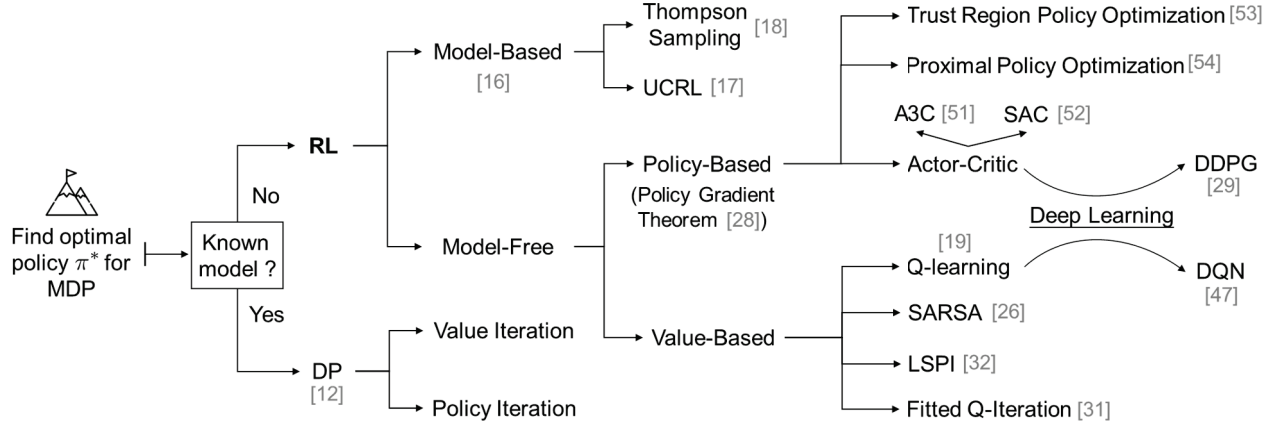 Find optimal
policy π* for
MDP
Known
model ?
No
Yes
RL
DP
[12]
Model-Based
[16]
Model-Free
Value Iteration
Policy Iteration
Thompson
Sampling [18]
UCRL [17]
Policy-Based
(Policy Gradient
Theorem [28])
Value-Based
Trust Region Policy Optimization [53]
Proximal Policy Optimization [54]
A3C [51] SAC [52]
Actor-Critic
DDPG
[29]
Deep Learning
[19]
Q-learning
DQN
[47]
SARSA [26]
LSPI [32]
Fitted Q-Iteration [31]